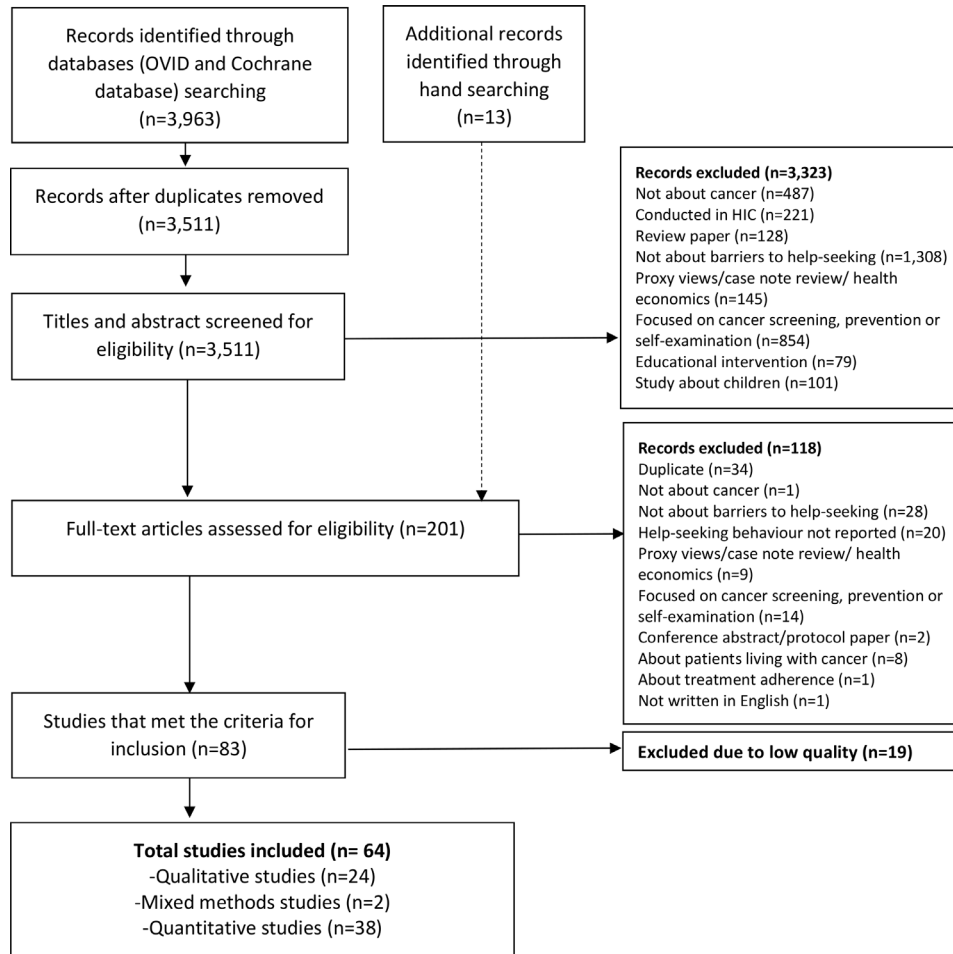 Records identified through
databases (OVID and Cochrane
database) searching
(n=3,963)
Additional records
identified through
hand searching
(n=13)
Records after duplicates removed
(n=3,511)
Records excluded (n=3,323)
Not about cancer (n=487)
Conducted in HIC (n=221)
Review paper (n=128)
Not about barriers to help-seeking (n=1,308)
Proxy views/case note review/ health
economics (n=145)
Focused on cancer screening, prevention or
self-examination (n=854)
Educational intervention (n=79)
Study about children (n=101)
Titles and abstract screened for
eligibility (n=3,511)
Full-text articles assessed for eligibility (n=201)
Records excluded (n=118)
Duplicate (n=34)
Not about cancer (n=1)
Not about barriers to help-seeking (n=28)
Help-seeking behaviour not reported (n=20)
Proxy views/case note review/ health
economics (n=9)
Focused on cancer screening, prevention or
self-examination (n=14)
Conference abstract/protocol paper (n=2)
About patients living with cancer (n=8)
About treatment adherence (n=1)
Not written in English (n=1)
Studies that met the criteria for
inclusion (n=83)
Excluded due to low quality (n=19)
Total studies included (n= 64)
-Qualitative studies (n=24)
-Mixed methods studies (n=2)
-Quantitative studies (n=38)